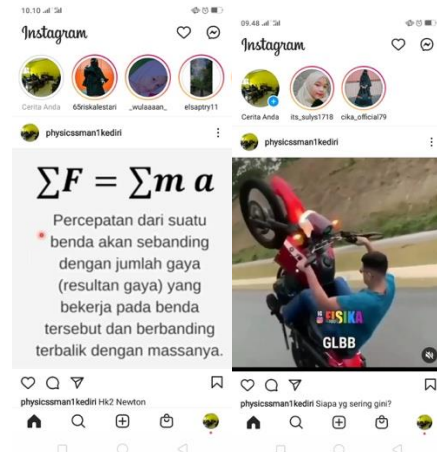 10.10
Instagram
Cerita Anda 65riskalestari _wulaaaan_ elsaptry11
physicssman1kediri
∑F = ∑m a
Percepatan dari suatu
benda akan sebanding
dengan jumlah gaya
(resultan gaya) yang
bekerja pada benda
tersebut dan berbanding
terbalik dengan massanya.
physicssman1kediri Hk2 Newton
09.48
Instagram
Cerita Anda its_sulys1718 cika_official79
physicssman1kediri
FISIKA
GLBB
physicssman1kediri Siapa yg sering gini?